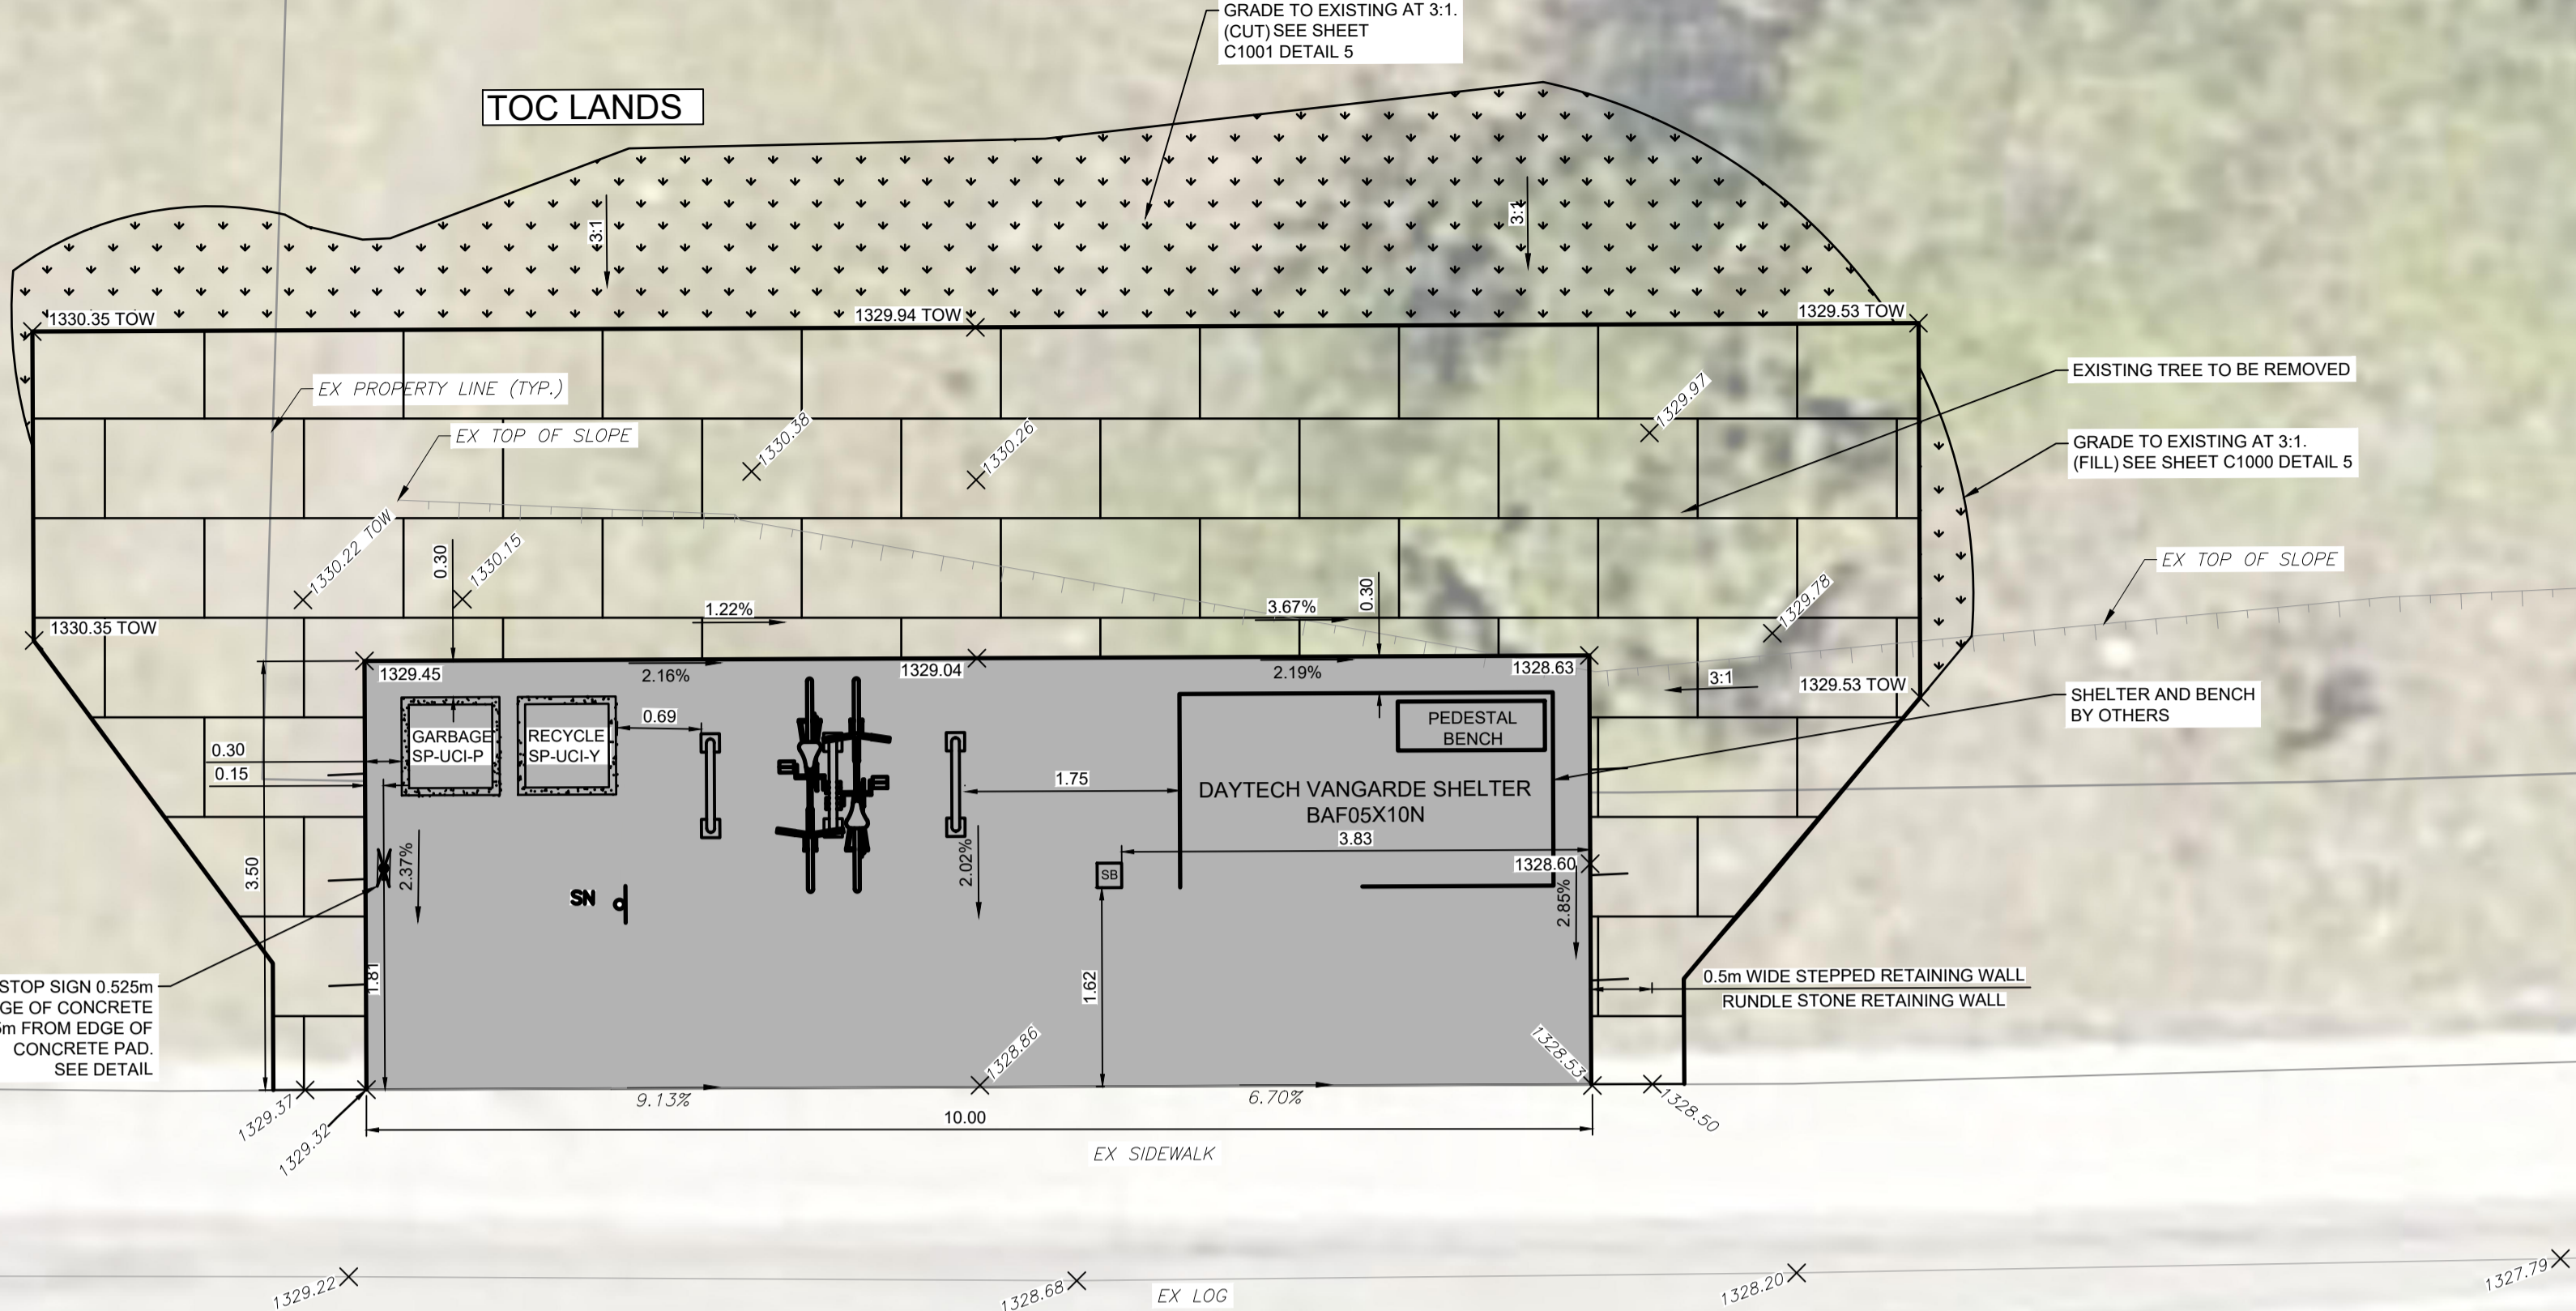 GRADE TO EXISTING AT 3:1.
(CUT) SEE SHEET
C1001 DETAIL 5
TOC LANDS
3:1
3:1
1330.35 TOW
1329.94 TOW
1329.53 TOW
EX PROPERTY LINE (TYP.)
EXISTING TREE TO BE REMOVED
1329.97
EX TOP OF SLOPE
1330.38
1330.26
GRADE TO EXISTING AT 3:1.
(FILL) SEE SHEET C1000 DETAIL 5
1330.22 TOW
0.30
1330.15
EX TOP OF SLOPE
1.22%
3.67%
0.30
1329.78
1330.35 TOW
1329.45
2.16%
1329.04
2.19%
1328.63
3:1
1329.53 TOW
SHELTER AND BENCH
BY OTHERS
0.69
PEDESTAL
BENCH
GARBAGE
SP-UCI-P
RECYCLE
SP-UCI-Y
0.30
0.15
1.75
DAYTECH VANGARDE SHELTER
BAF05X10N
3.83
3.50
2.37%
2.02%
SB
1328.60
2.85%
SN
1.81
1.62
STOP SIGN 0.525m
GE OF CONCRETE
5m FROM EDGE OF
CONCRETE PAD.
SEE DETAIL
0.5m WIDE STEPPED RETAINING WALL
RUNDLE STONE RETAINING WALL
1328.86
1328.53
1329.37
1329.32
9.13%
6.70%
1328.50
10.00
EX SIDEWALK
1329.22
1328.68
EX LOG
1328.20
1327.79